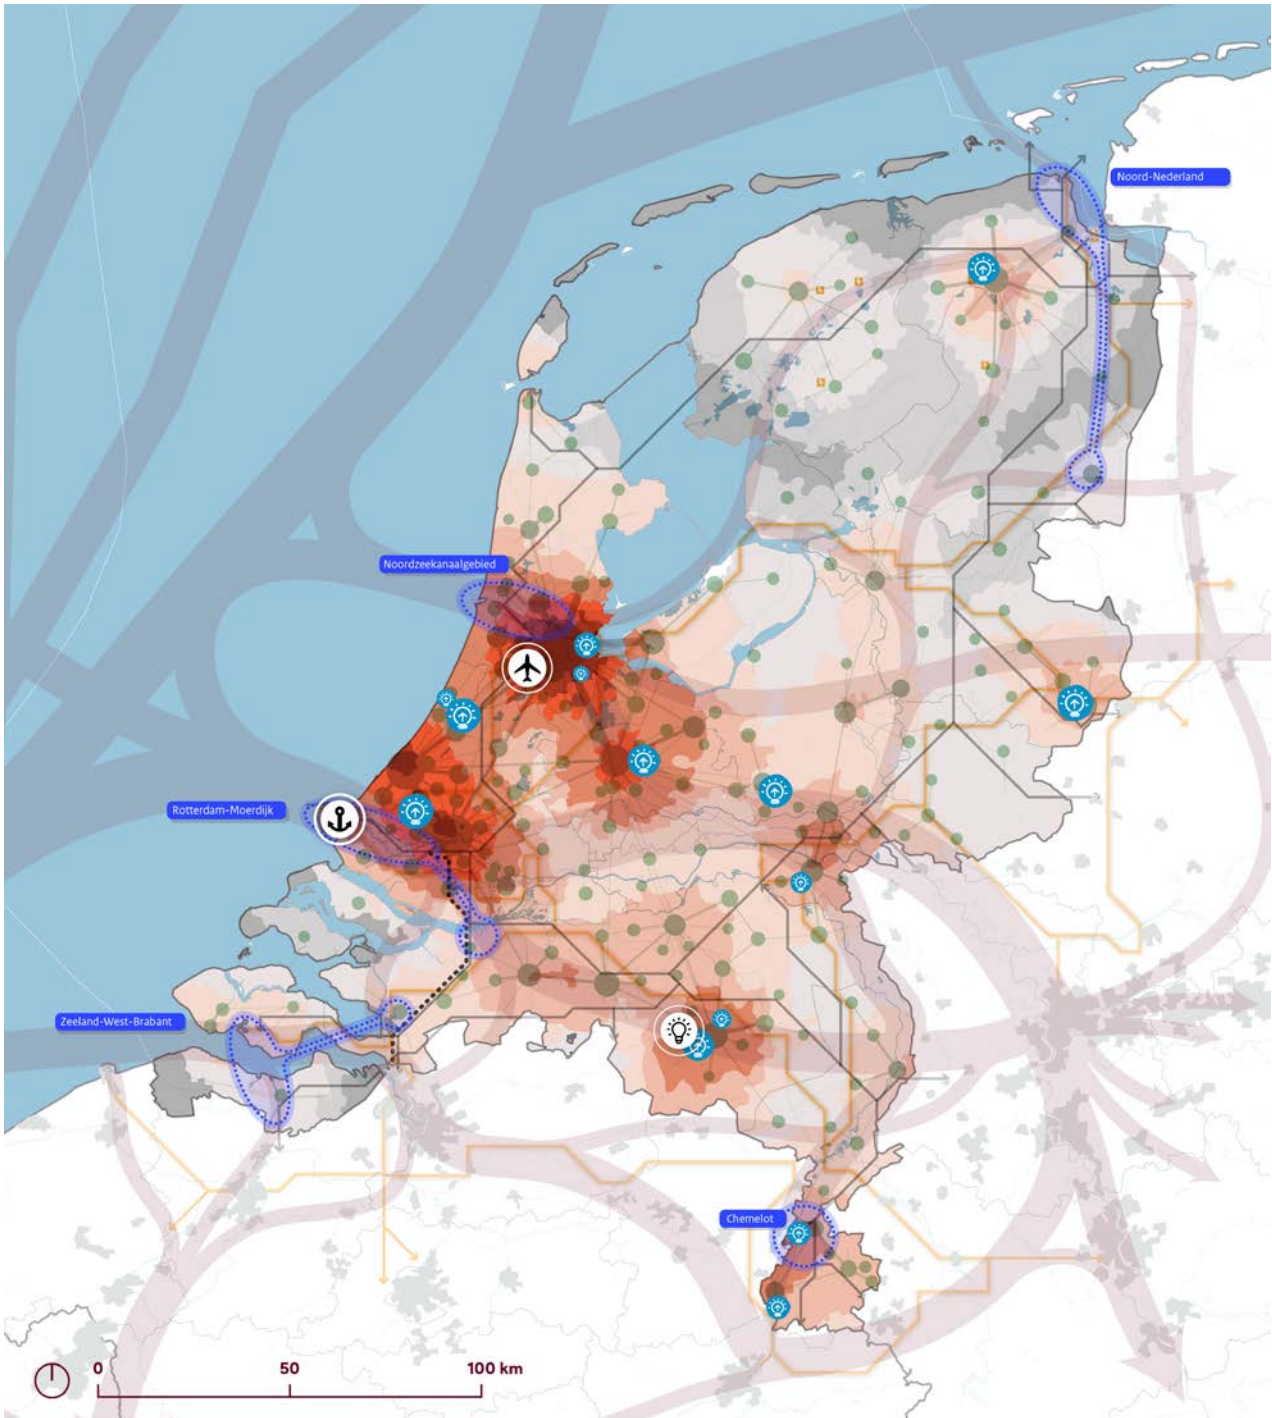 Noord-Nederland
Noordzeekanaalgebied
Rotterdam-Moerdijk
Zeeland-West-Brabant
Chemelot
0 50 100 km